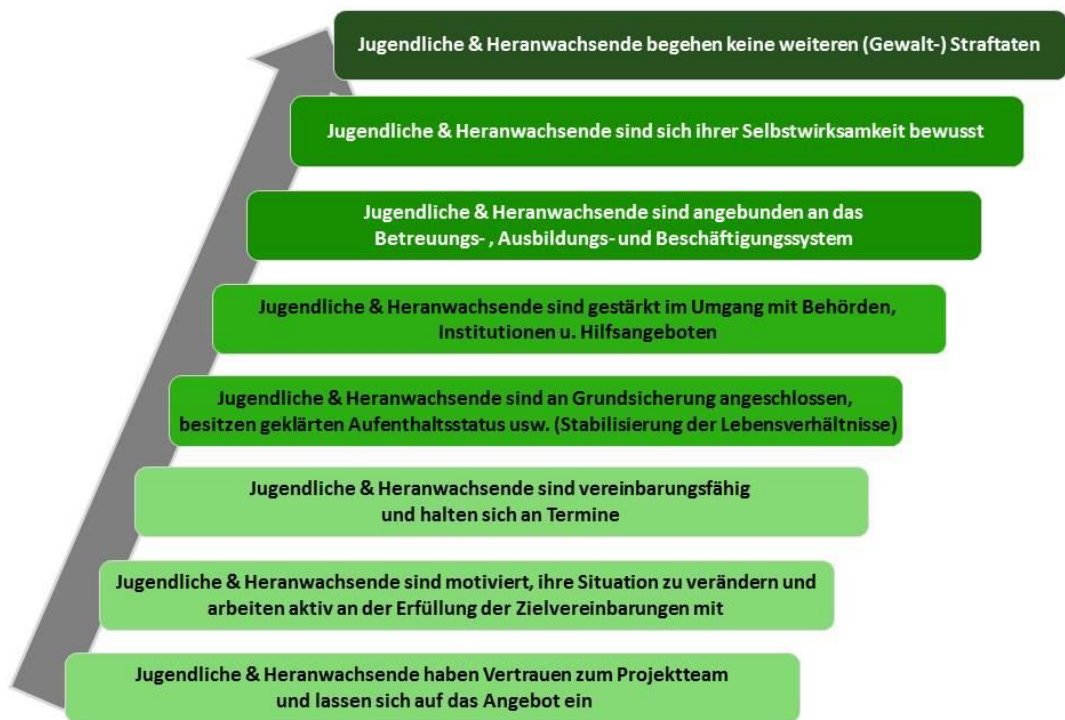 Jugendliche & Heranwachsende begehen keine weiteren (Gewalt-) Straftaten
Jugendliche & Heranwachsende sind sich ihrer Selbstwirksamkeit bewusst
Jugendliche & Heranwachsende sind angebunden an das
Betreuungs- , Ausbildungs- und Beschäftigungssystem
Jugendliche & Heranwachsende sind gestärkt im Umgang mit Behörden,
Institutionen u. Hilfsangeboten
Jugendliche & Heranwachsende sind an Grundsicherung angeschlossen,
besitzen geklärten Aufenthaltsstatus usw. (Stabilisierung der Lebensverhältnisse)
Jugendliche & Heranwachsende sind vereinbarungsfähig
und halten sich an Termine
Jugendliche & Heranwachsende sind motiviert, ihre Situation zu verändern und
arbeiten aktiv an der Erfüllung der Zielvereinbarungen mit
Jugendliche & Heranwachsende haben Vertrauen zum Projektteam
und lassen sich auf das Angebot ein